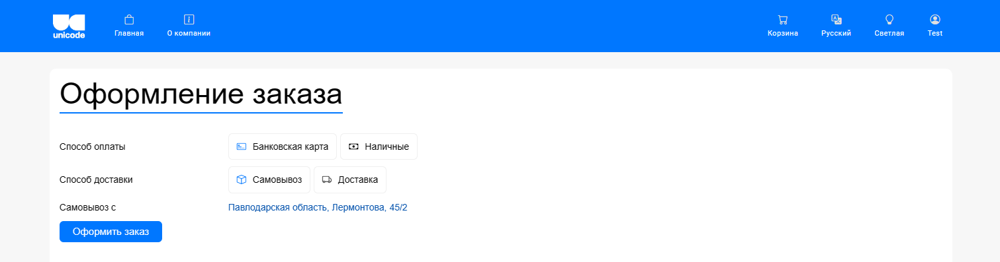 unicode
Главная
О компании
Корзина
Русский
Светлая
Test
Оформление заказа
Способ оплаты
Банковская карта
Наличные
Способ доставки
Самовывоз
Доставка
Самовывоз с
Павлодарская область, Лермонтова, 45/2
Оформить заказ